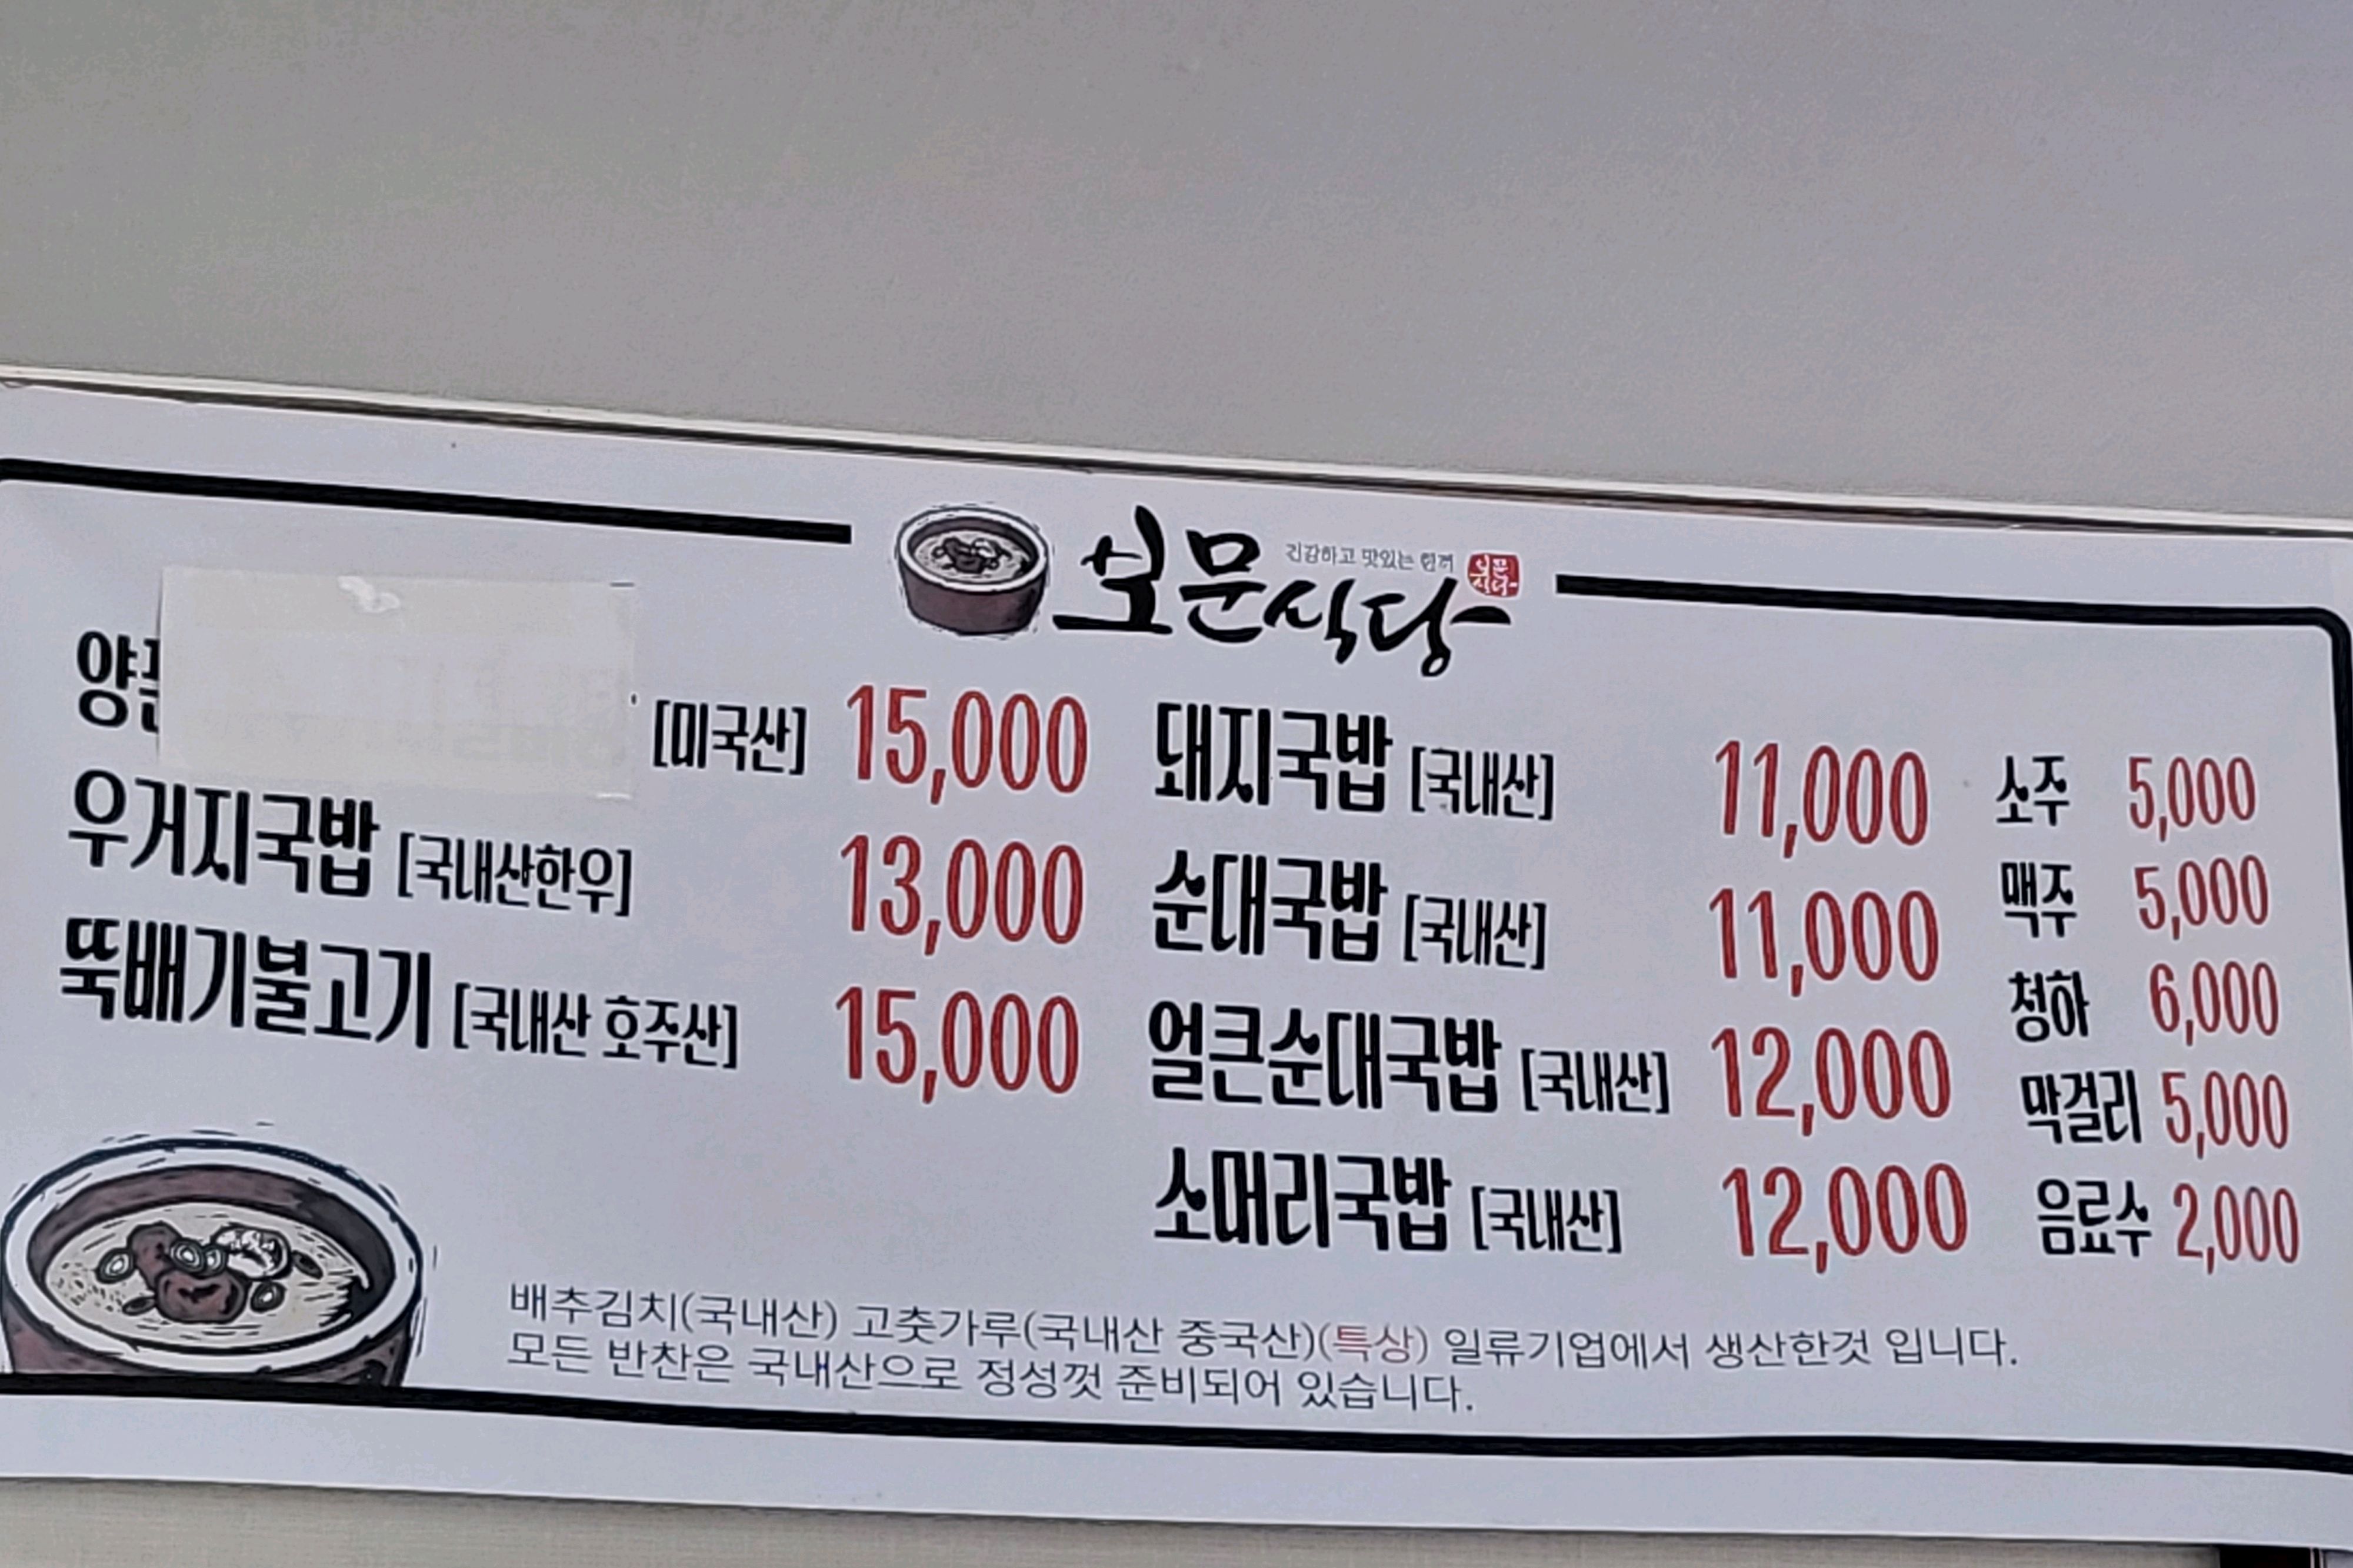 보문식당
건강하고 맛있는 한끼
보문식당
양푼
[미국산] 15,000
우거지국밥 [국내산한우] 13,000
뚝배기불고기 [국내산 호주산] 15,000
돼지국밥 [국내산] 11,000
순대국밥 [국내산] 11,000
얼큰순대국밥 [국내산] 12,000
소머리국밥 [국내산] 12,000
소주 5,000
맥주 5,000
청하 6,000
막걸리 5,000
음료수 2,000
배추김치(국내산) 고춧가루(국내산 중국산)(특상) 일류기업에서 생산한것 입니다.
모든 반찬은 국내산으로 정성껏 준비되어 있습니다.